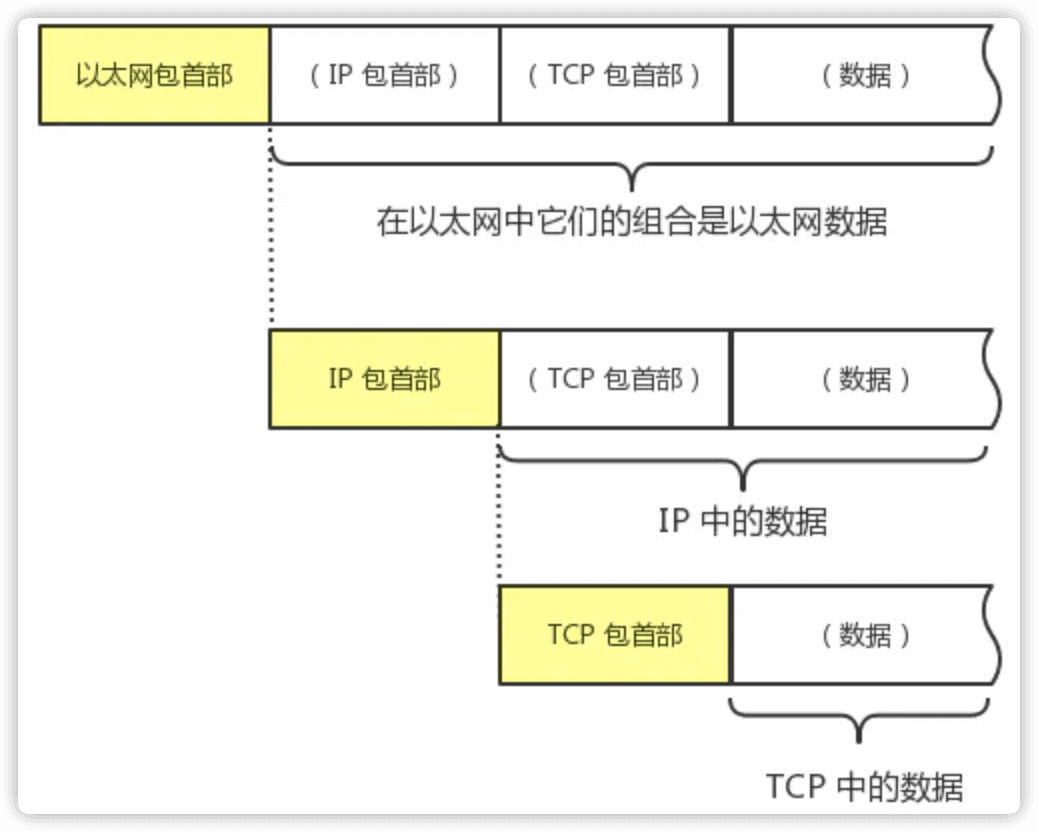 以太网包首部
（ IP 包首部 ）
（ TCP 包首部 ）
（ 数据 ）
在以太网中它们的组合是以太网数据
IP 包首部
（ TCP 包首部 ）
（ 数据 ）
IP 中的数据
TCP 包首部
（ 数据 ）
TCP 中的数据